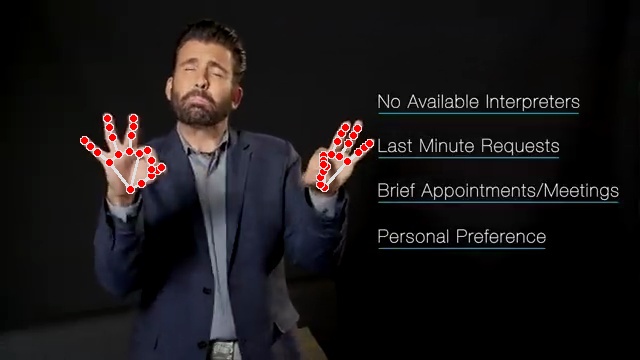 No Available Interpreters
Last Minute Requests
Brief Appointments/Meetings
Personal Preference